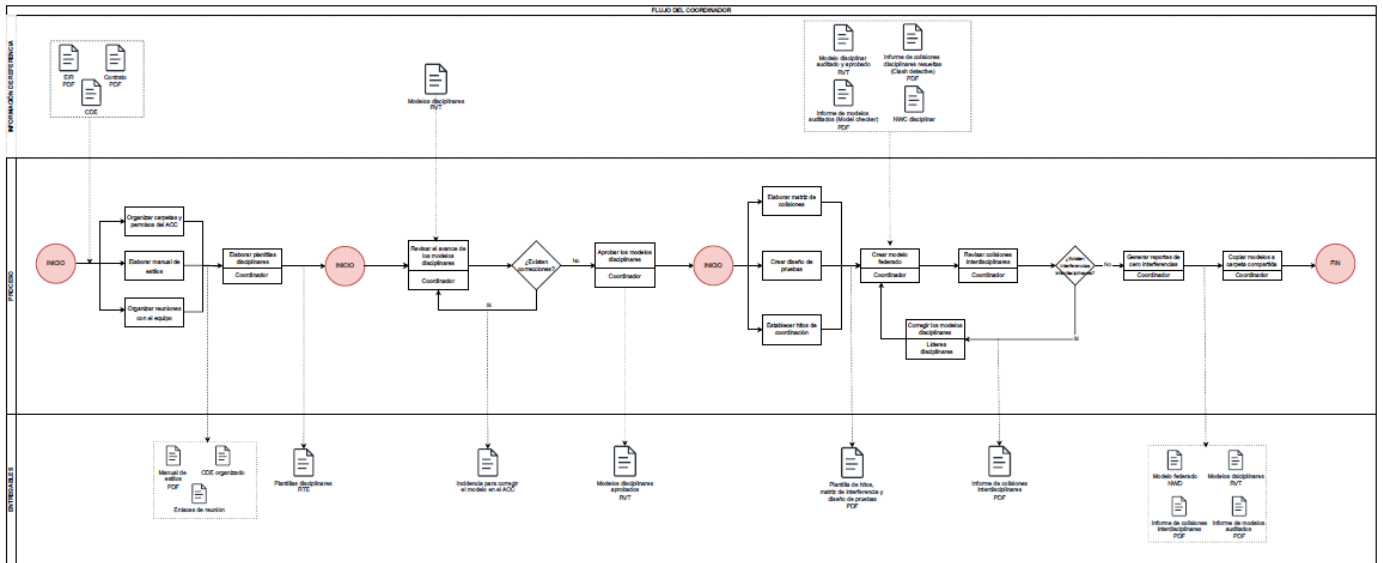 FLUJO DEL COORDINADOR
INFORMACIÓN DE REFERENCIA
EIR
PDF
Contrato
PDF
CDE
Modelos disciplinares
RVT
Modelo disciplinar
auditado y aprobado
RVT
Informe de colisiones
disciplinares resueltas
(Clash detective)
PDF
Informe de modelos
auditados (Model checker)
PDF
NWC disciplinar
PROCESO
INICIO
Organizar carpetas y
permisos del ACC
Elaborar manual de
estilos
Organizar reuniones
con el equipo
Elaborar plantillas
disciplinares
Coordinador
INICIO
Revisar el avance de
los modelos
disciplinares
Coordinador
¿Existen
correcciones?
No
Si
Aprobar los modelos
disciplinares
Coordinador
INICIO
Elaborar matriz de
colisiones
Crear diseño de
pruebas
Establecer hitos de
coordinación
Crear modelo
federado
Coordinador
Revisar colisiones
interdisciplinares
Coordinador
¿Existen
interferencias
interdisciplinares?
No
Si
Corregir los modelos
disciplinares
Líderes
disciplinares
Generar reportes de
cero interferencias
Coordinador
Copiar modelos a
carpeta compartida
Coordinador
FIN
ENTREGABLES
Manual de
estilos
PDF
CDE organizado
Enlaces de reunión
Plantillas disciplinares
RTE
Incidencia para corregir
el modelo en el ACC
Modelos disciplinares
aprobados
RVT
Plantilla de hitos,
matriz de interferencia y
diseño de pruebas
PDF
Informe de colisiones
interdisciplinares
PDF
Modelo federado
NWD
Modelos disciplinares
RVT
Informe de colisiones
interdisciplinares
PDF
Informe de modelos
auditados
PDF